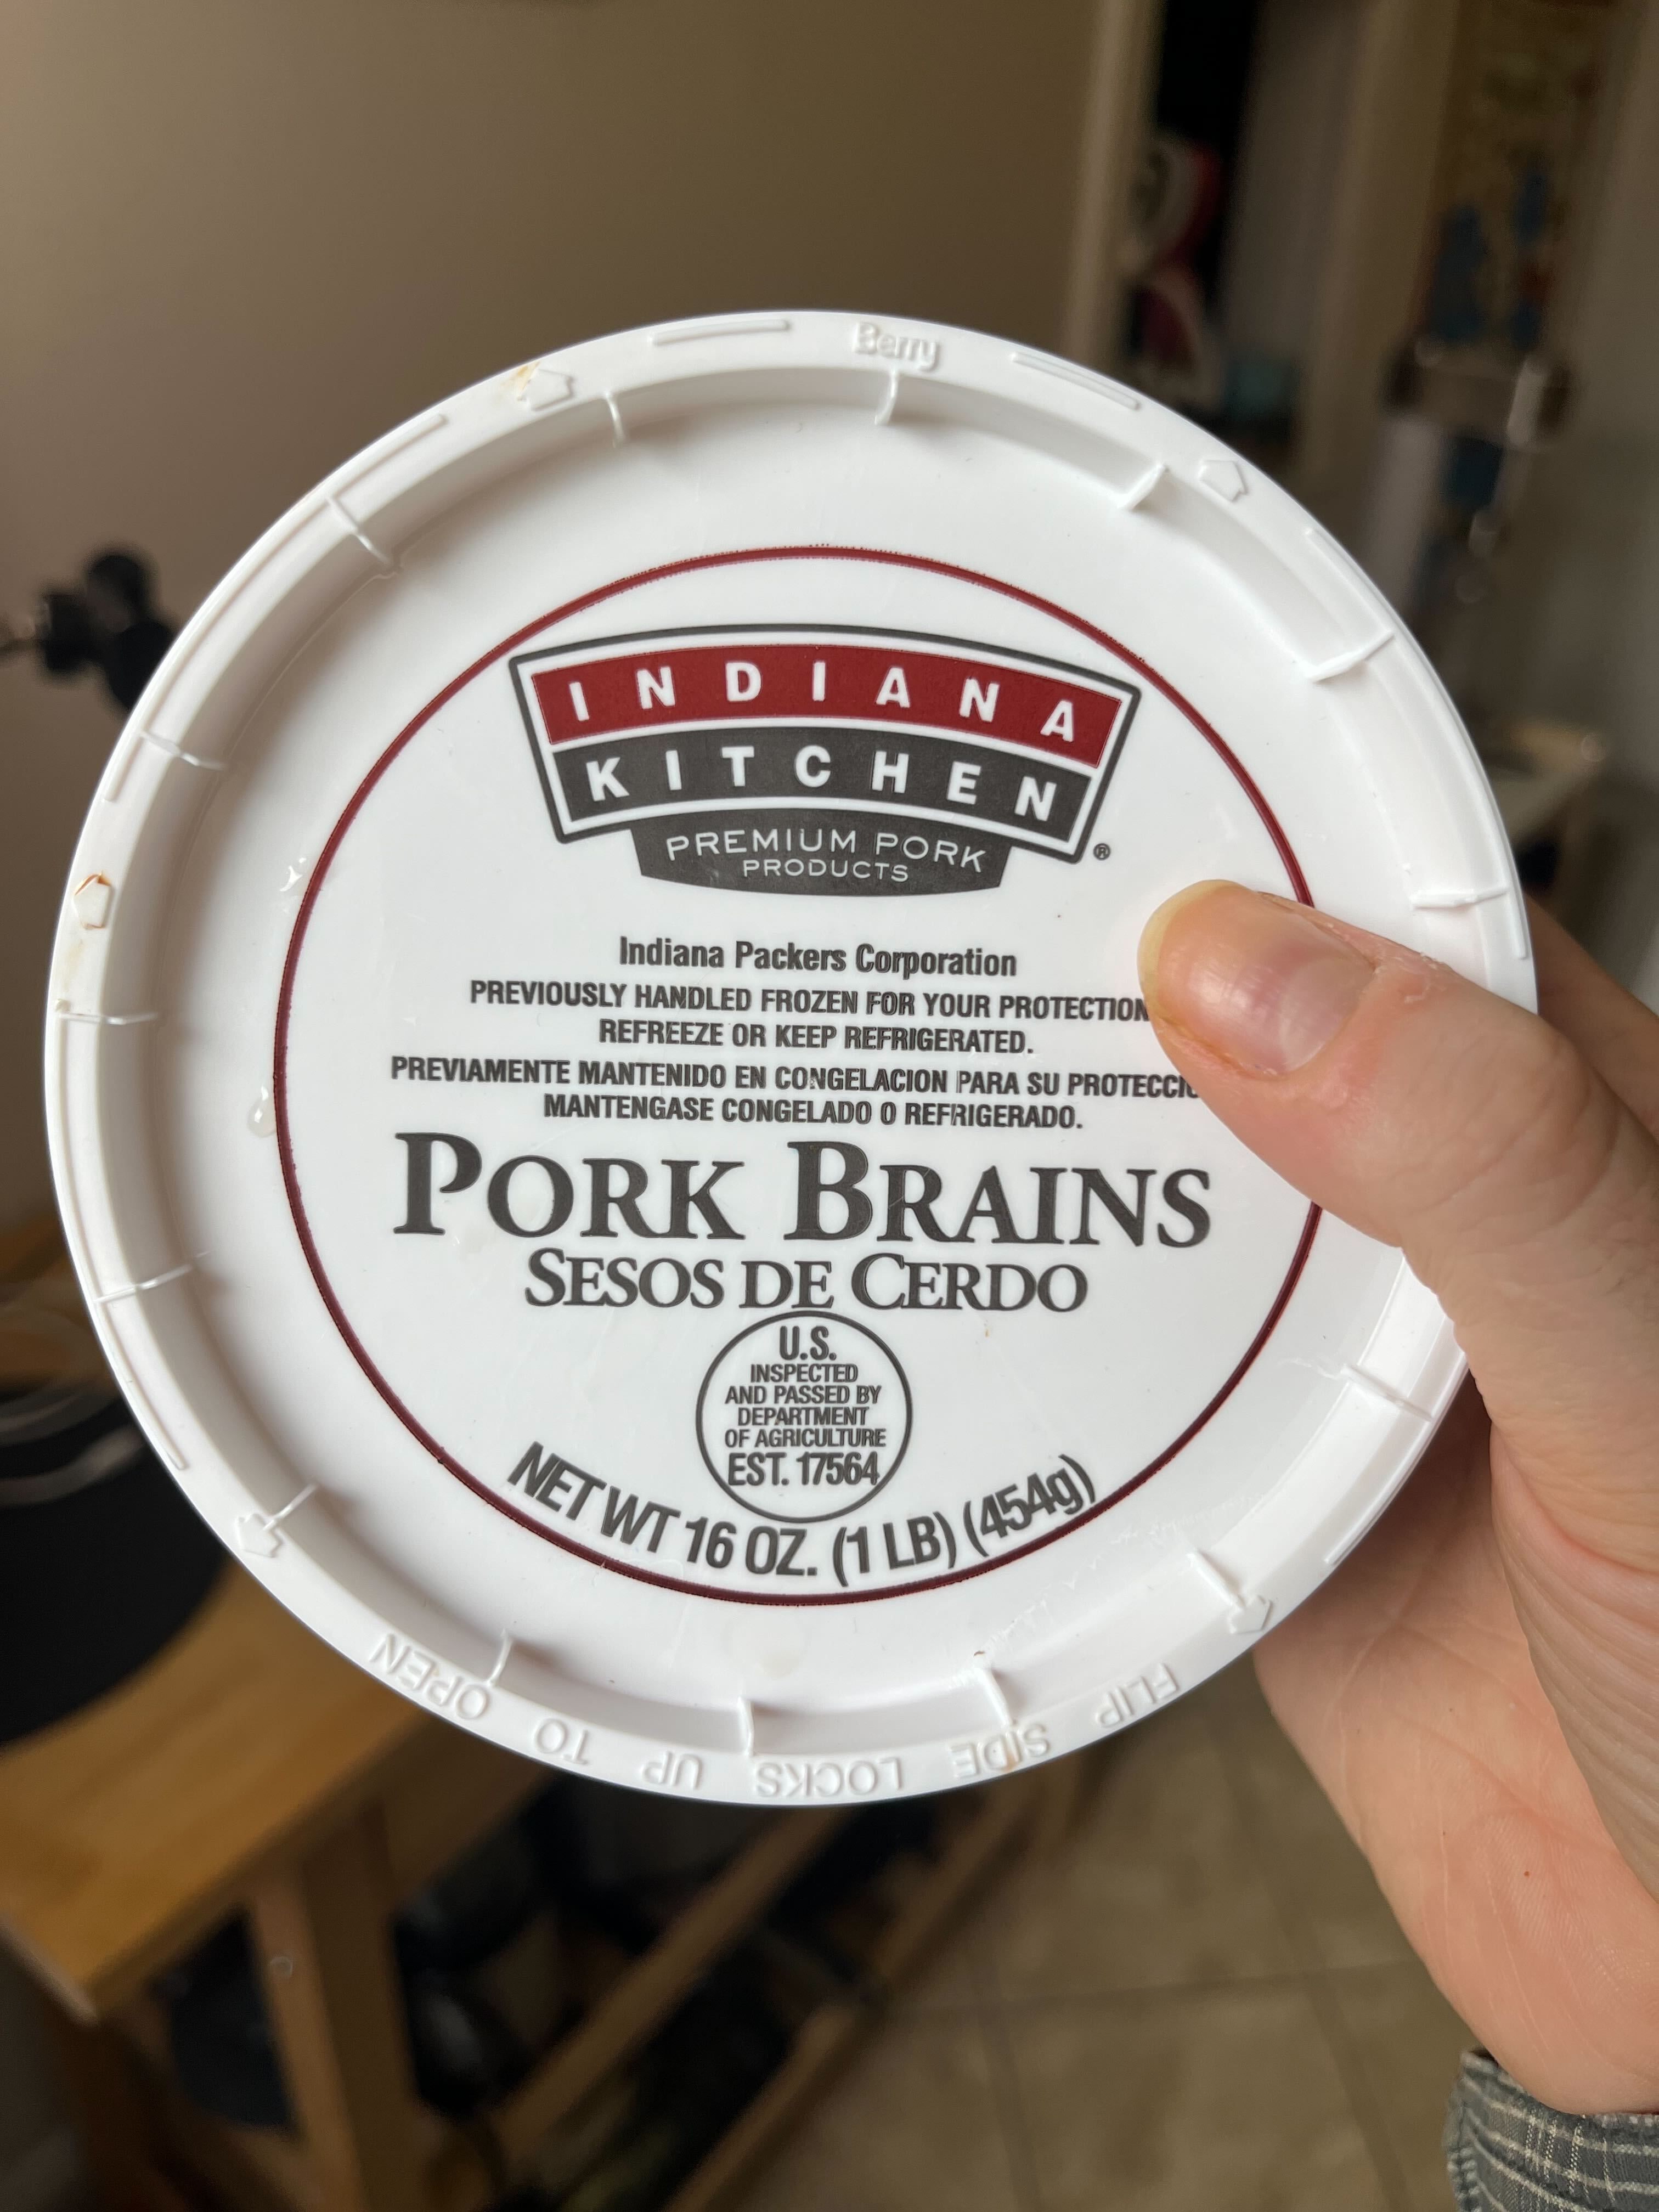 Berry
INDIANA
KITCHEN
PREMIUM PORK
PRODUCTS
®
Indiana Packers Corporation
PREVIOUSLY HANDLED FROZEN FOR YOUR PROTECTION
REFREEZE OR KEEP REFRIGERATED.
PREVIAMENTE MANTENIDO EN CONGELACION PARA SU
MANTENGASE CONGELADO O REFRIGERADO.
PORK BRAINS
SESOS DE CERDO
U.S.
INSPECTED
AND PASSED BY
DEPARTMENT
OF AGRICULTURE
EST. 17564
NET WT 16 OZ. (1 LB) (454g)
FLIP SIDE LOCKS UP TO OPEN